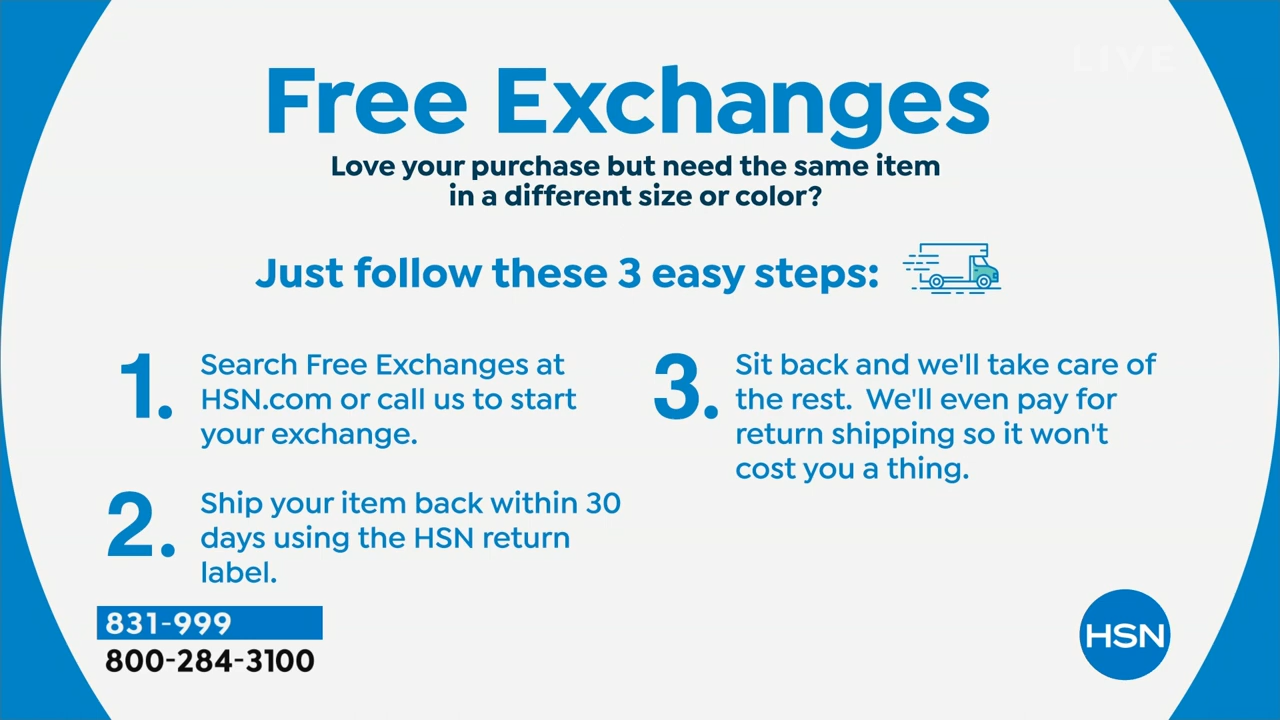 LIVE
Free Exchanges
Love your purchase but need the same item
in a different size or color?
Just follow these 3 easy steps:
1. Search Free Exchanges at
HSN.com or call us to start
your exchange.
2. Ship your item back within 30
days using the HSN return
label.
3. Sit back and we'll take care of
the rest.  We'll even pay for
return shipping so it won't
cost you a thing.
831-999
800-284-3100
HSN